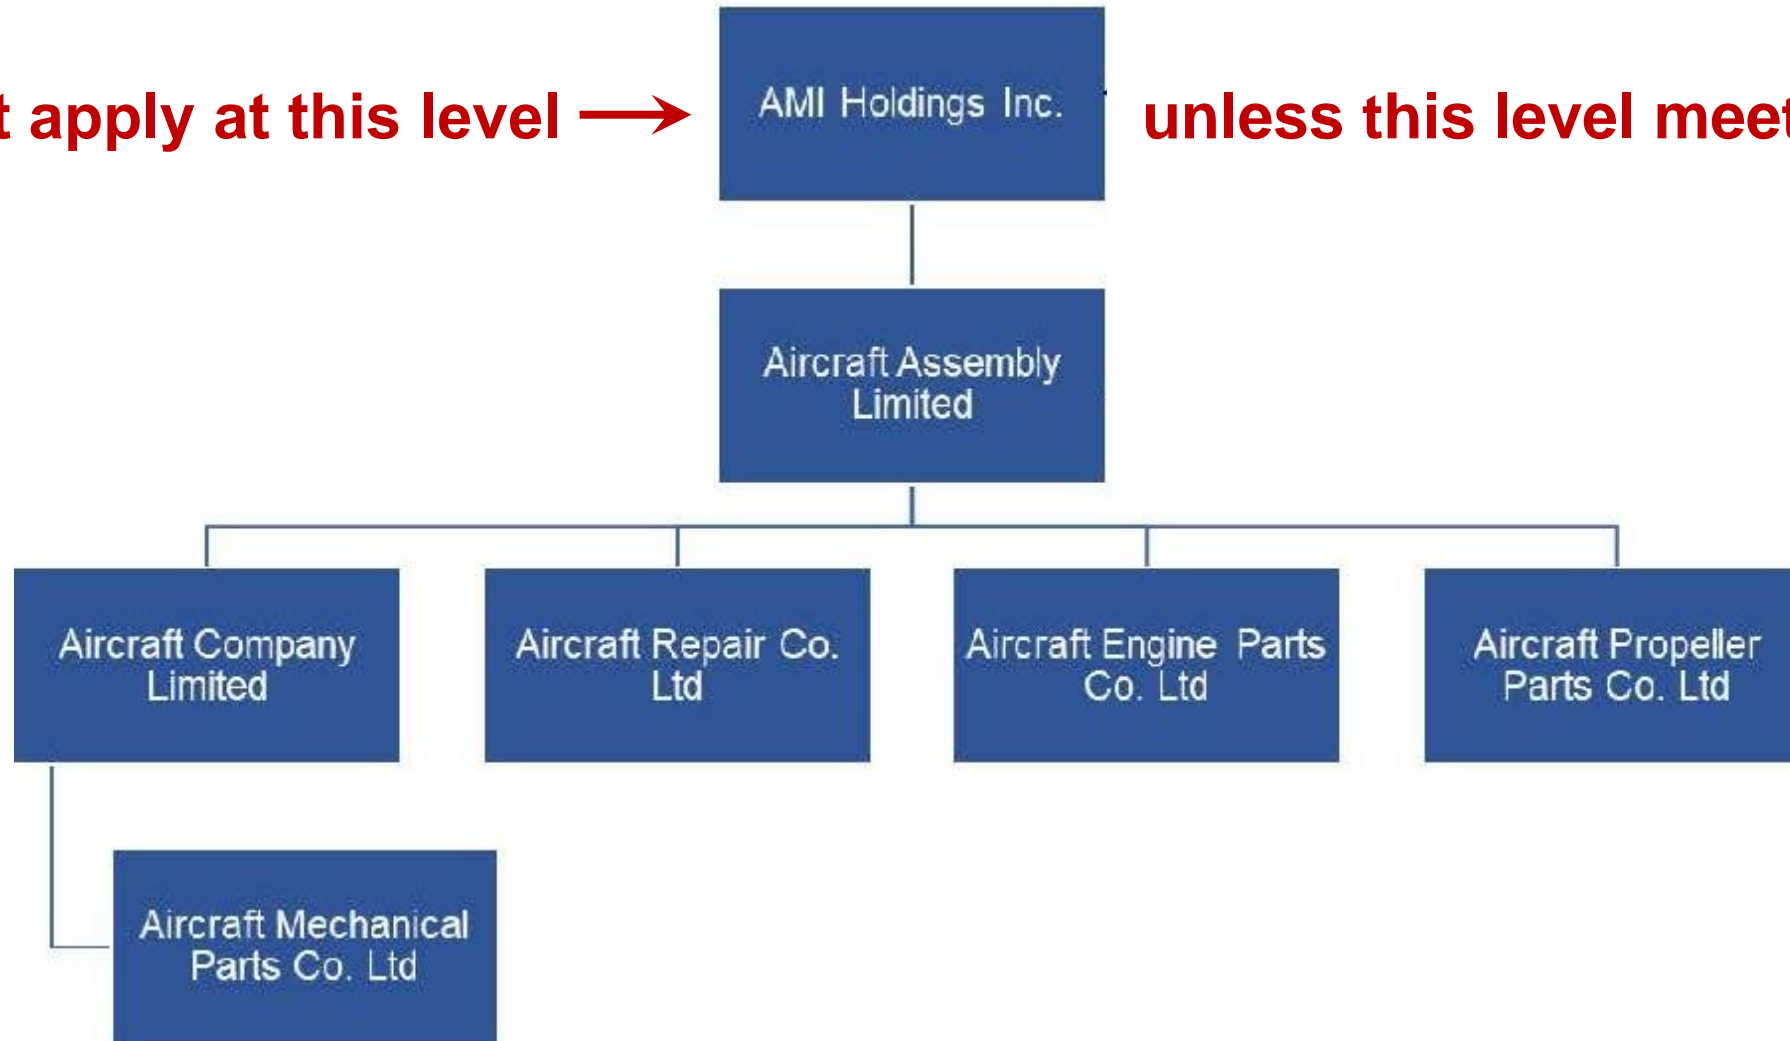 t apply at this level
AMI Holdings Inc.
unless this level meet
Aircraft Assembly
Limited
Aircraft Company
Limited
Aircraft Repair Co.
Ltd
Aircraft Engine Parts
Co. Ltd
Aircraft Propeller
Parts Co. Ltd
Aircraft Mechanical
Parts Co. Ltd